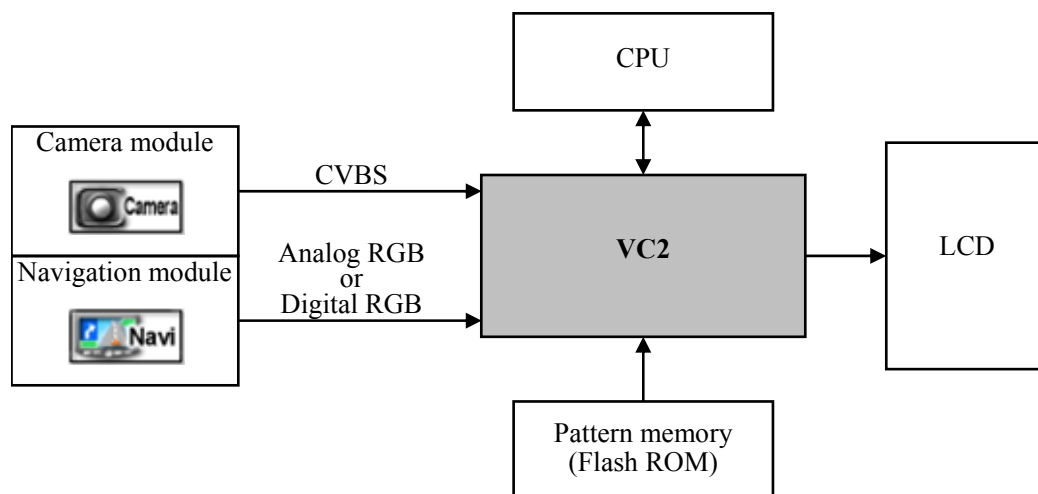 CPU
Camera module
Camera
CVBS
Navigation module
Navi
Analog RGB
or
Digital RGB
VC2
LCD
Pattern memory
(Flash ROM)